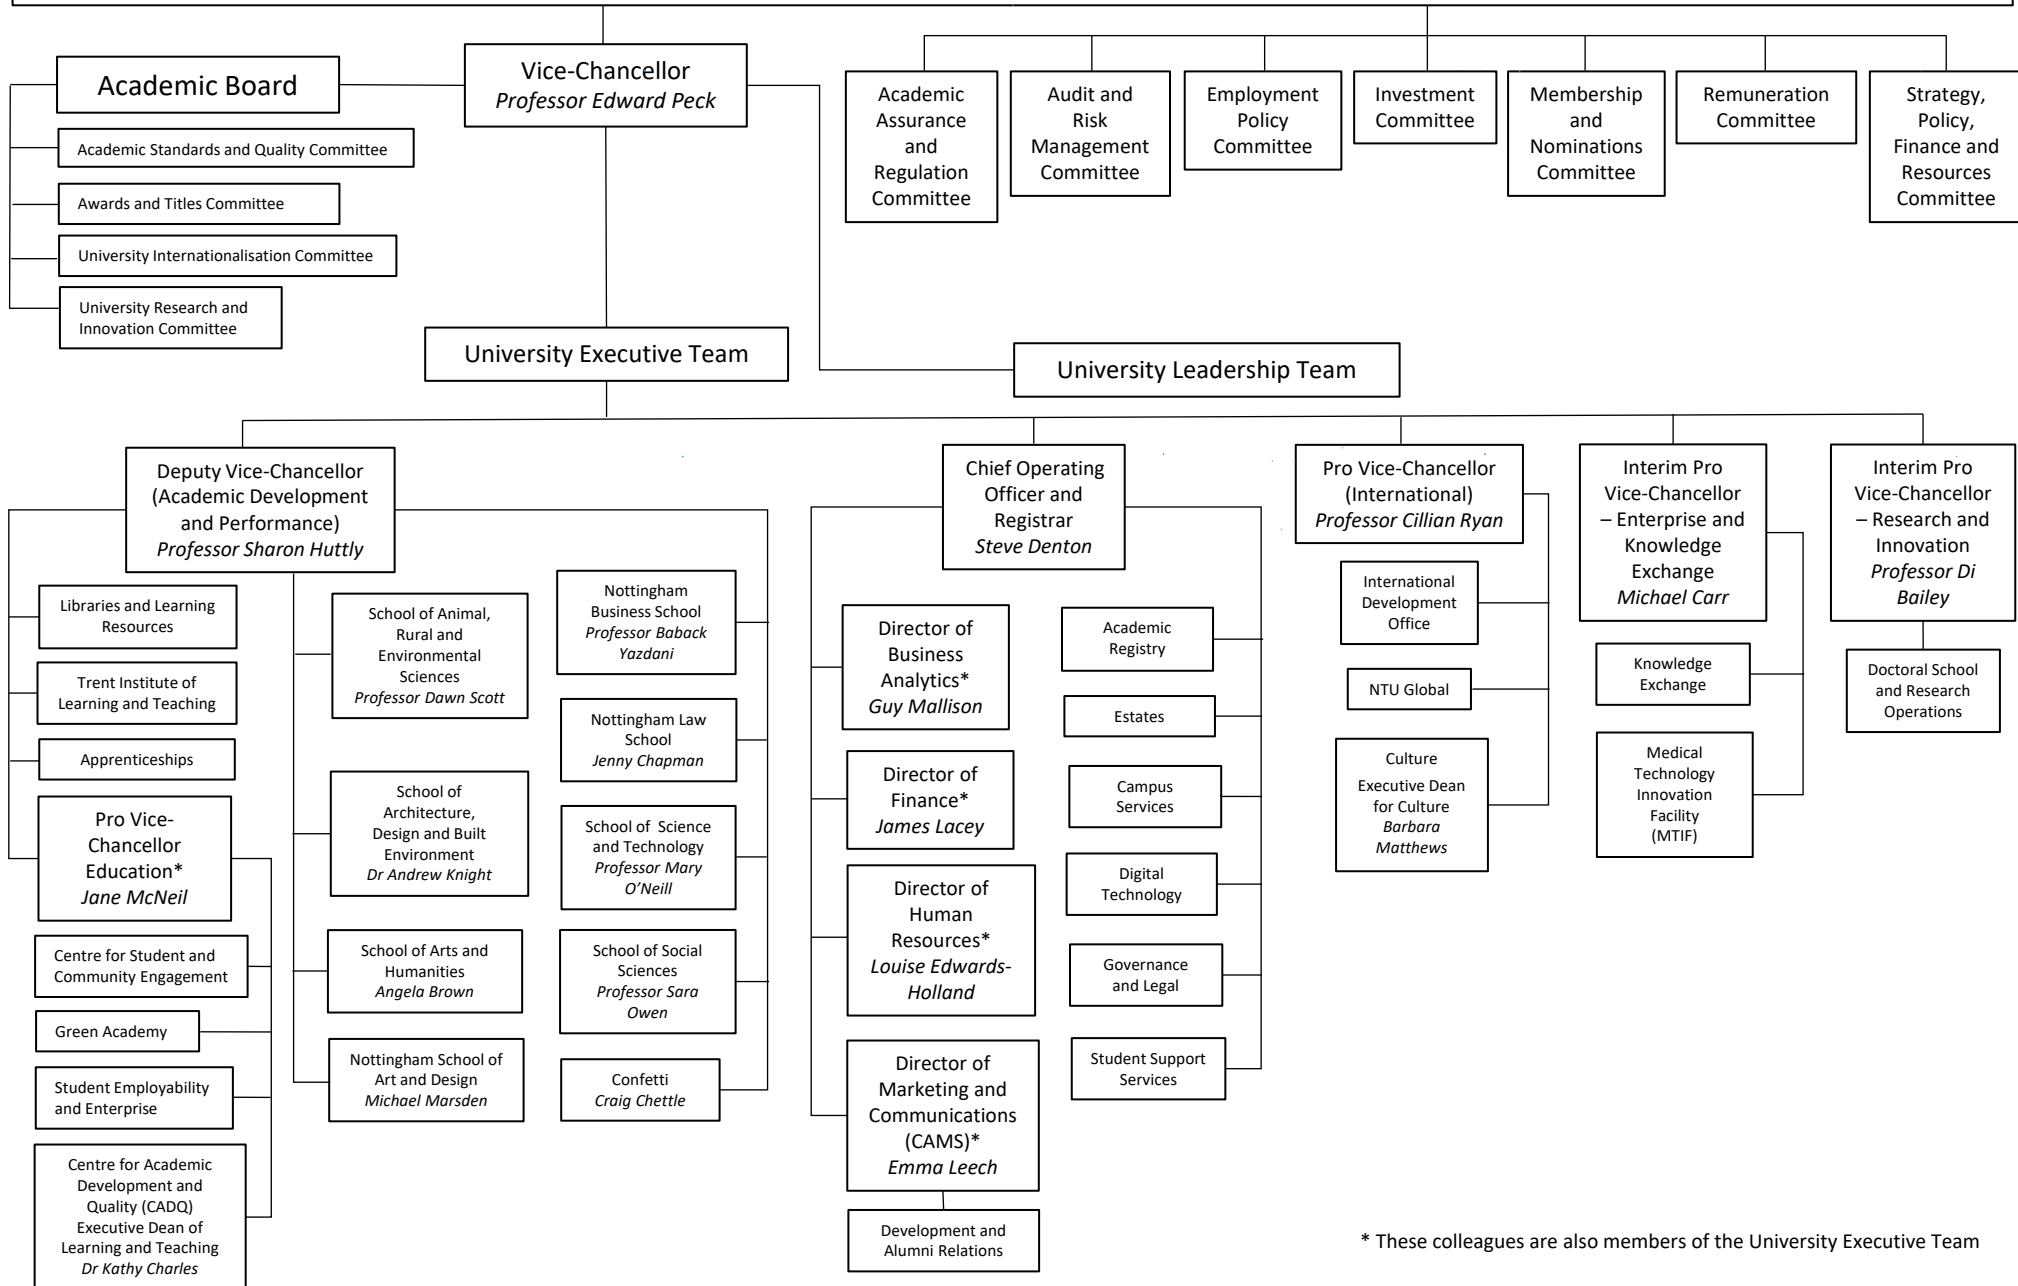 Academic Board
Vice-Chancellor
Professor Edward Peck
Academic
Assurance
and
Regulation
Committee
Audit and
Risk
Management
Committee
Employment
Policy
Committee
Investment
Committee
Membership
and
Nominations
Committee
Remuneration
Committee
Strategy,
Policy,
Finance and
Resources
Committee
Academic Standards and Quality Committee
Awards and Titles Committee
University Internationalisation Committee
University Research and
Innovation Committee
University Executive Team
University Leadership Team
Deputy Vice-Chancellor
(Academic Development
and Performance)
Professor Sharon Huttly
Libraries and Learning
Resources
Trent Institute of
Learning and Teaching
Apprenticeships
Pro Vice-
Chancellor
Education*
Jane McNeil
Centre for Student and
Community Engagement
Green Academy
Student Employability
and Enterprise
Centre for Academic
Development and
Quality (CADQ)
Executive Dean of
Learning and Teaching
Dr Kathy Charles
School of Animal,
Rural and
Environmental
Sciences
Professor Dawn Scott
School of
Architecture,
Design and Built
Environment
Dr Andrew Knight
School of Arts and
Humanities
Angela Brown
Nottingham School of
Art and Design
Michael Marsden
Nottingham
Business School
Professor Baback
Yazdani
Nottingham Law
School
Jenny Chapman
School of  Science
and Technology
Professor Mary
O’Neill
School of Social
Sciences
Professor Sara
Owen
Confetti
Craig Chettle
Chief Operating
Officer and
Registrar
Steve Denton
Director of
Business
Analytics*
Guy Mallison
Director of
Finance*
James Lacey
Director of
Human
Resources*
Louise Edwards-
Holland
Director of
Marketing and
Communications
(CAMS)*
Emma Leech
Development and
Alumni Relations
Academic
Registry
Estates
Campus
Services
Digital
Technology
Governance
and Legal
Student Support
Services
Pro Vice-Chancellor
(International)
Professor Cillian Ryan
International
Development
Office
NTU Global
Culture
Executive Dean
for Culture
Barbara
Matthews
Interim Pro
Vice-Chancellor
– Enterprise and
Knowledge
Exchange
Michael Carr
Knowledge
Exchange
Medical
Technology
Innovation
Facility
(MTIF)
Interim Pro
Vice-Chancellor
– Research and
Innovation
Professor Di
Bailey
Doctoral School
and Research
Operations
* These colleagues are also members of the University Executive Team